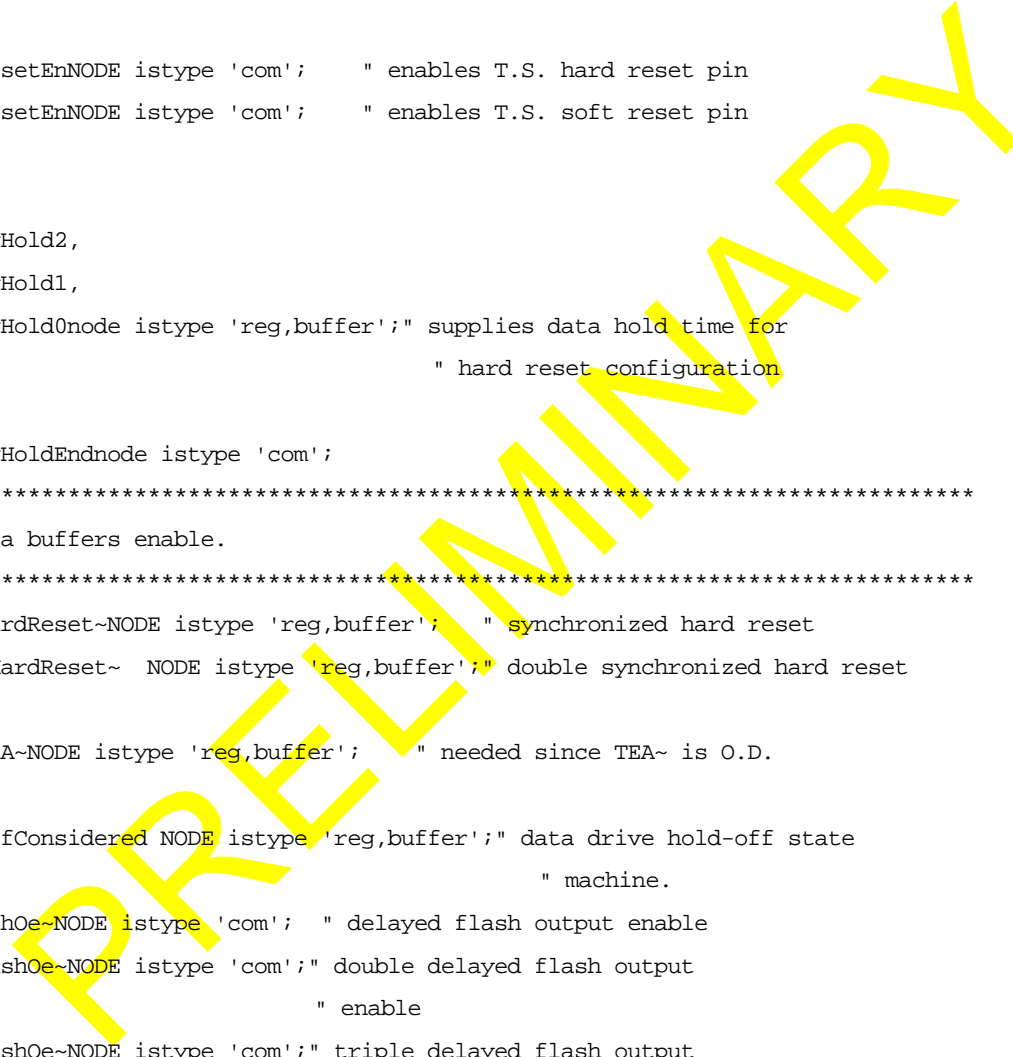 setEnNODE istype 'com'; " enables T.S. hard reset pin
setEnNODE istype 'com'; " enables T.S. soft reset pin
Hold2,
Hold1,
Hold0node istype 'reg,buffer';" supplies data hold time for
" hard reset configuration
HoldEndnode istype 'com';
*************************************************************************
a buffers enable.
*************************************************************************
rdReset~NODE istype 'reg,buffer'; " synchronized hard reset
ardReset~ NODE istype 'reg,buffer';" double synchronized hard reset
A~NODE istype 'reg,buffer'; " needed since TEA~ is O.D.
fConsidered NODE istype 'reg,buffer';" data drive hold-off state
" machine.
hOe~NODE istype 'com'; " delayed flash output enable
shOe~NODE istype 'com';" double delayed flash output
" enable
shOe~NODE istype 'com';" triple delayed flash output
PRELIMINARY